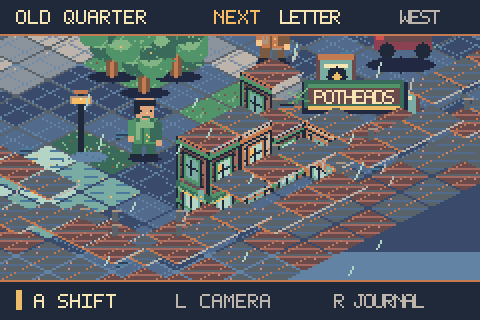 OLD QUARTER NEXT LETTER WEST
POTHEADS
A SHIFT L CAMERA R JOURNAL